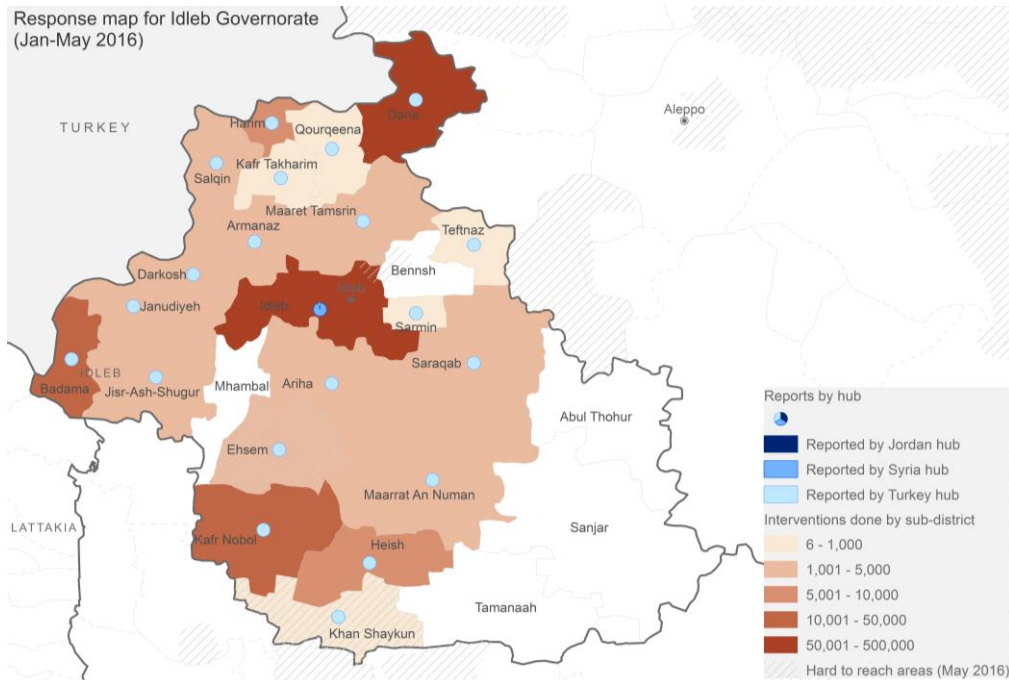 Response map for Idleb Governorate
(Jan-May 2016)
TURKEY
Aleppo
Dana
Harim
Qourqeena
Salqin
Kafr Takharim
Maaret Tamsrin
Armanaz
Teftnaz
Bennsh
Darkosh
Idleb
Idleb
Janudiyeh
Sarmin
Saraqab
IDLEB
Badama
Jisr-Ash-Shugur
Mhambal
Ariha
Abul Thohur
Ehsem
Maarrat An Numan
LATTAKIA
Sanjar
Kafr Nobol
Heish
Tamanaah
Khan Shaykun
Reports by hub
Reported by Jordan hub
Reported by Syria hub
Reported by Turkey hub
Interventions done by sub-district
6 - 1,000
1,001 - 5,000
5,001 - 10,000
10,001 - 50,000
50,001 - 500,000
Hard to reach areas (May 2016)